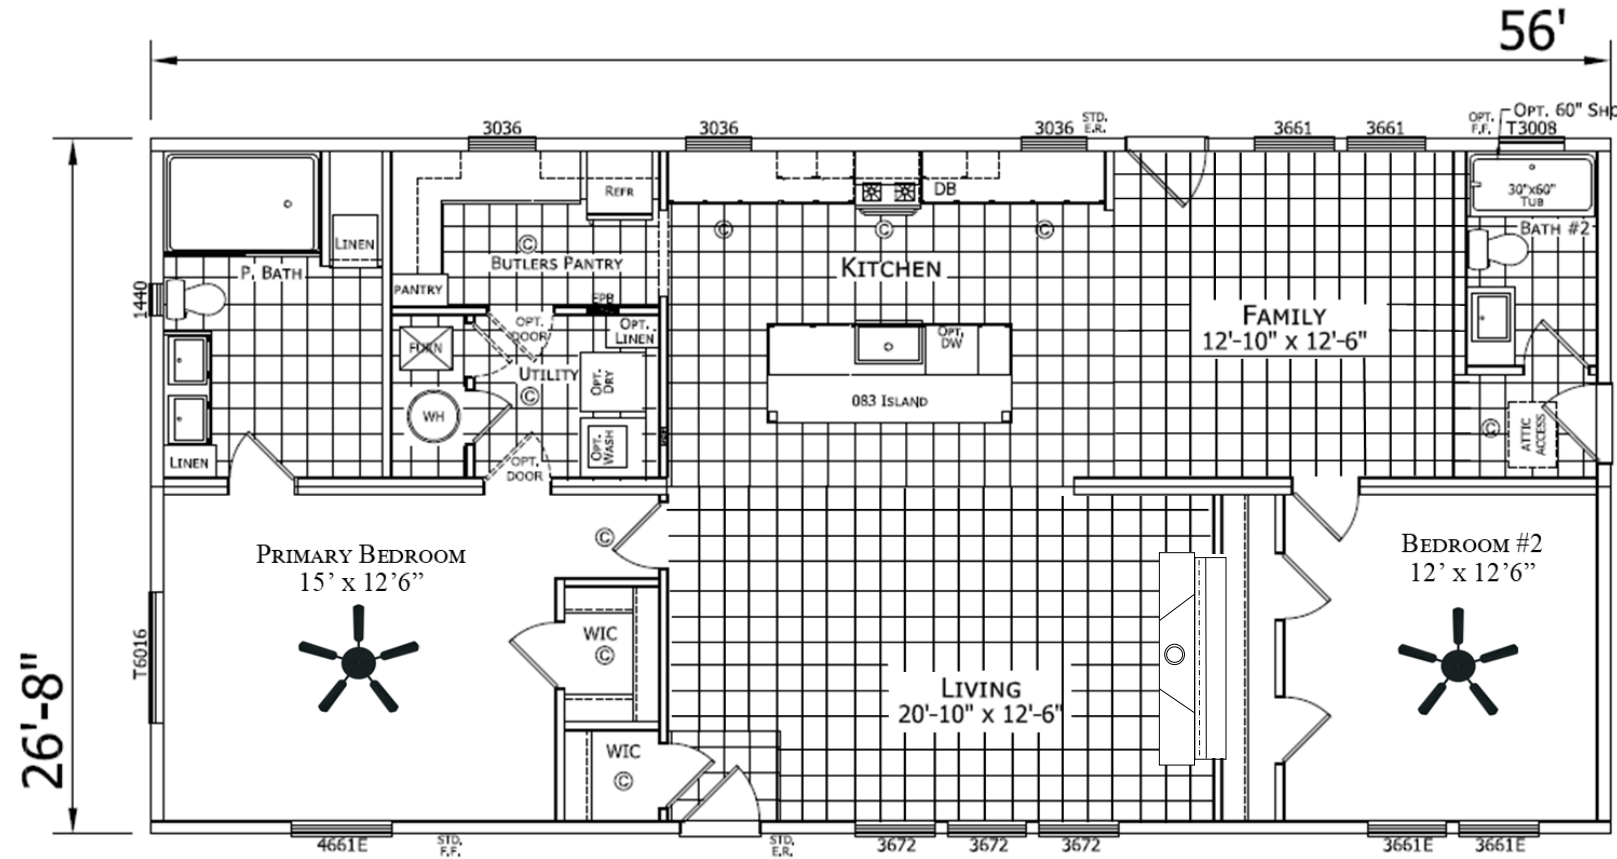 56'
OPT. 60" SHP
3036
3036
3036
STD.
E.R.
3661
3661
OPT.
F.F.
T3008
REFR
DB
30"x60"
TUB
LINEN
BATH #2
P. BATH
BUTLERS PANTRY
KITCHEN
1440
PANTRY
EPB
FAMILY
12'-10" x 12'-6"
OPT.
DOOR
OPT.
LINEN
OPT.
DW
FURN
UTILITY
OPT.
DRY
083 ISLAND
WH
OPT.
WASH
ATTIC
ACCESS
LINEN
OPT.
DOOR
C
C
C
C
C
C
C
C
C
PRIMARY BEDROOM
15' x 12'6"
BEDROOM #2
12' x 12'6"
26'-8"
T6016
WIC
LIVING
20'-10" x 12'-6"
WIC
4661E
STD.
F.F.
STD.
E.R.
3672
3672
3672
3661E
3661E